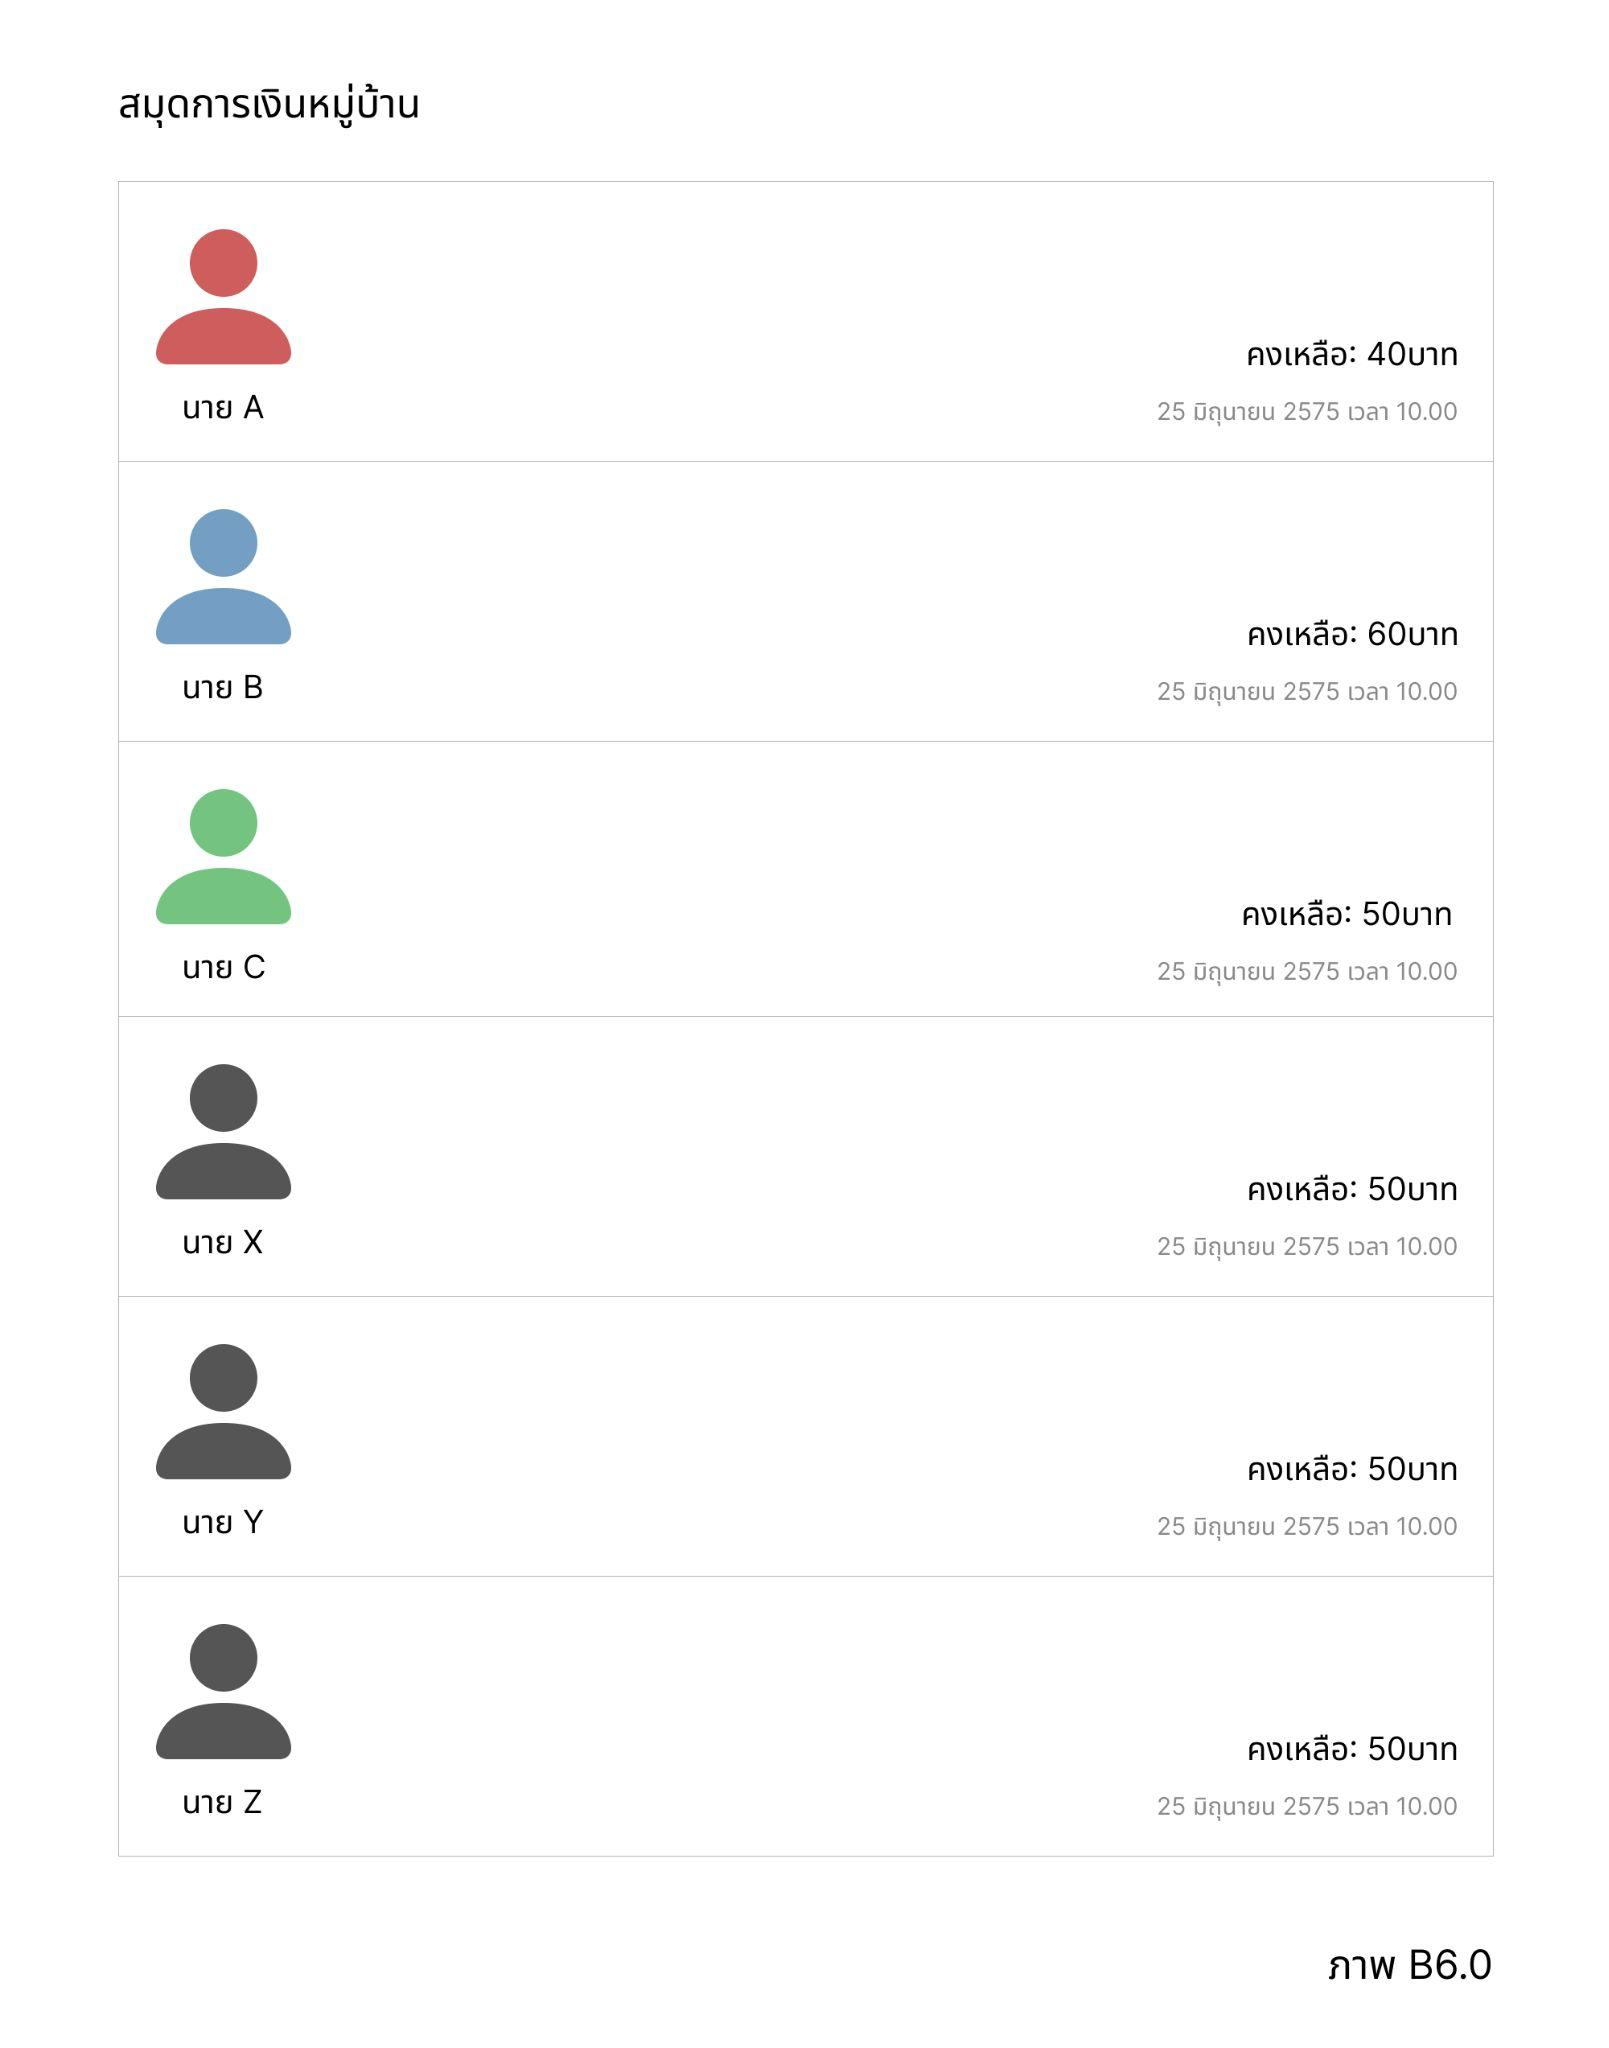 สมุดการเงินหมู่บ้าน
คงเหลือ: 40บาท
นาย A
25 มิถุนายน 2575 เวลา 10.00
คงเหลือ: 60บาท
นาย B
25 มิถุนายน 2575 เวลา 10.00
คงเหลือ: 50บาท
นาย C
25 มิถุนายน 2575 เวลา 10.00
คงเหลือ: 50บาท
นาย X
25 มิถุนายน 2575 เวลา 10.00
คงเหลือ: 50บาท
นาย Y
25 มิถุนายน 2575 เวลา 10.00
คงเหลือ: 50บาท
นาย Z
25 มิถุนายน 2575 เวลา 10.00
ภาพ B6.0